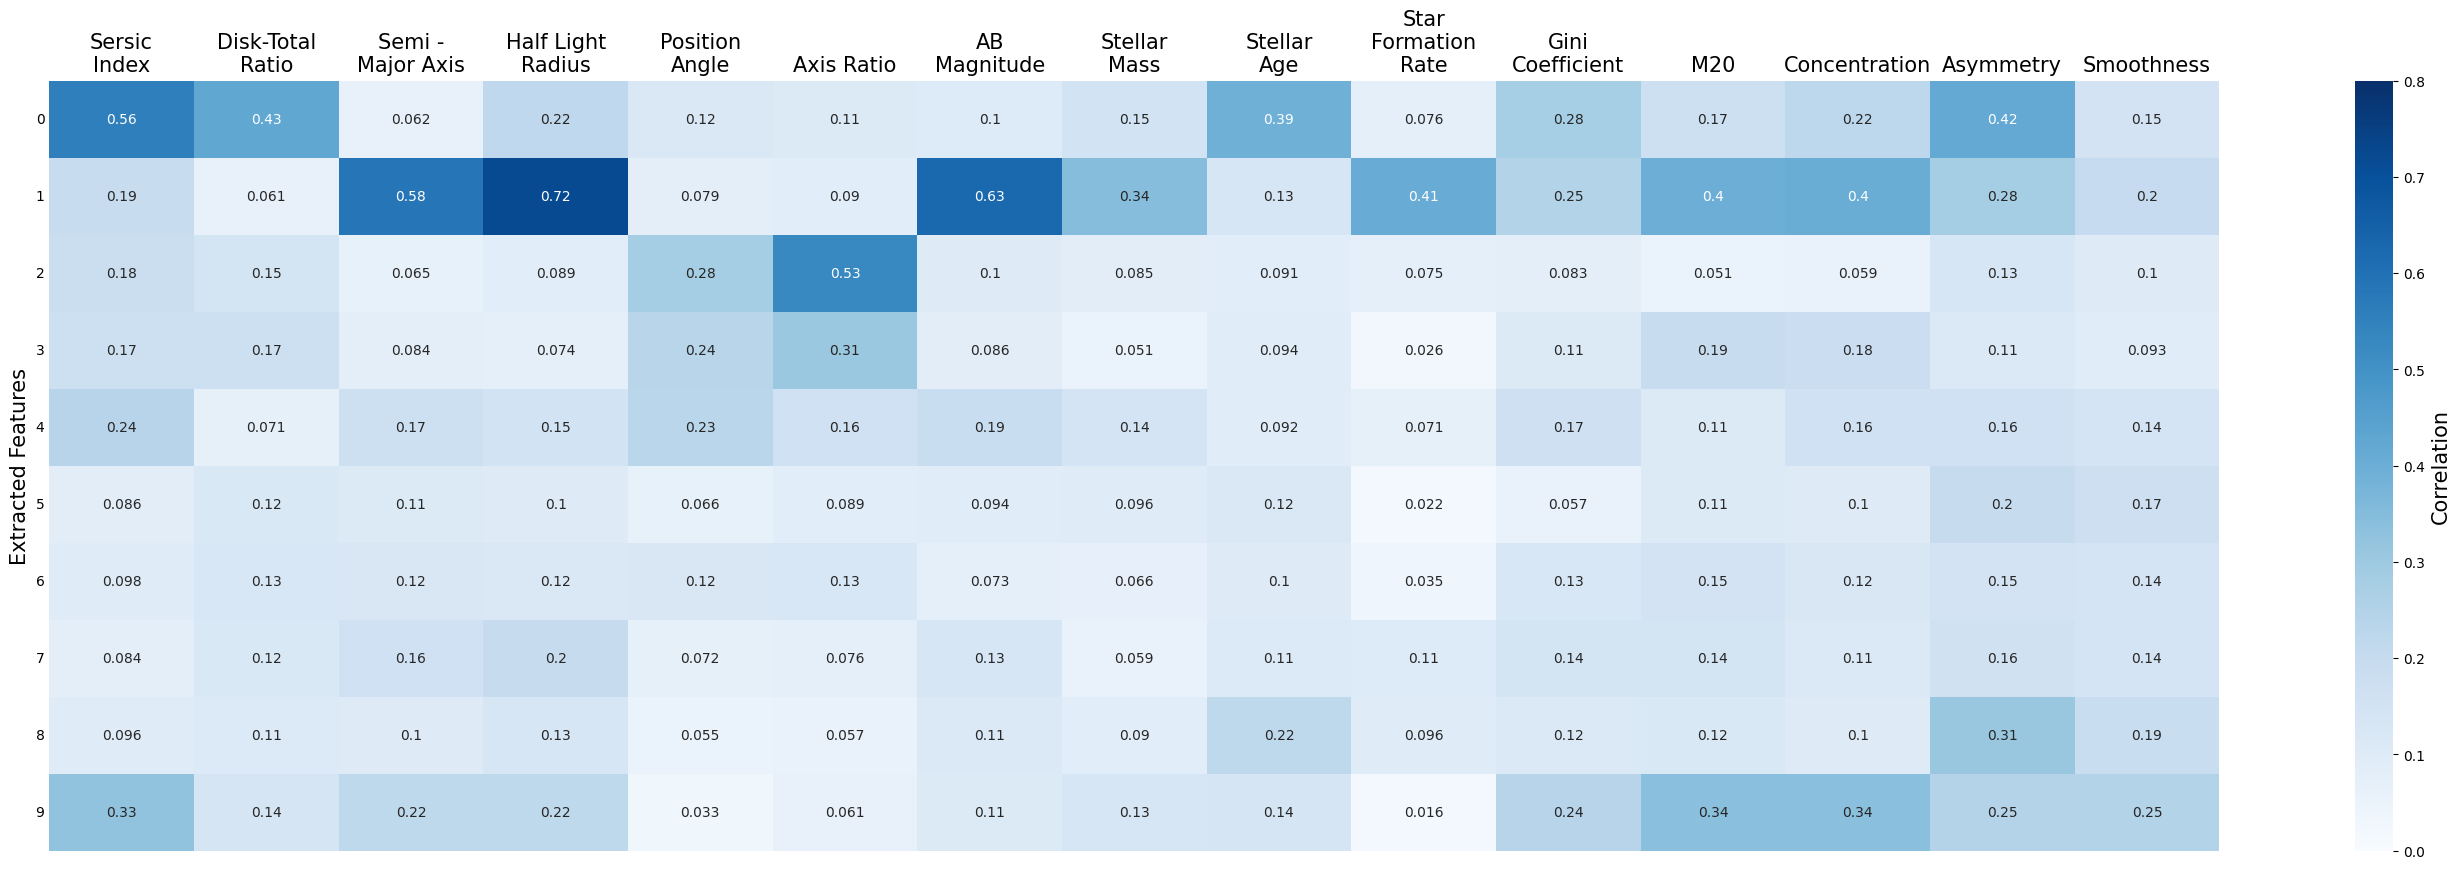 Star
Sersic Disk-Total Semi - Half Light Position AB Stellar Stellar Formation Gini
Index Ratio Major Axis Radius Angle Axis Ratio Magnitude Mass Age Rate Coefficient M20 Concentration Asymmetry Smoothness
0 0.56 0.43 0.062 0.22 0.12 0.11 0.1 0.15 0.39 0.076 0.28 0.17 0.22 0.42 0.15
1 0.19 0.061 0.58 0.72 0.079 0.09 0.63 0.34 0.13 0.41 0.25 0.4 0.4 0.28 0.2
2 0.18 0.15 0.065 0.089 0.28 0.53 0.1 0.085 0.091 0.075 0.083 0.051 0.059 0.13 0.1
3 0.17 0.17 0.084 0.074 0.24 0.31 0.086 0.051 0.094 0.026 0.11 0.19 0.18 0.11 0.093
4 0.24 0.071 0.17 0.15 0.23 0.16 0.19 0.14 0.092 0.071 0.17 0.11 0.16 0.16 0.14
5 0.086 0.12 0.11 0.1 0.066 0.089 0.094 0.096 0.12 0.022 0.057 0.11 0.1 0.2 0.17
6 0.098 0.13 0.12 0.12 0.12 0.13 0.073 0.066 0.1 0.035 0.13 0.15 0.12 0.15 0.14
7 0.084 0.12 0.16 0.2 0.072 0.076 0.13 0.059 0.11 0.11 0.14 0.14 0.11 0.16 0.14
8 0.096 0.11 0.1 0.13 0.055 0.057 0.11 0.09 0.22 0.096 0.12 0.12 0.1 0.31 0.19
9 0.33 0.14 0.22 0.22 0.033 0.061 0.11 0.13 0.14 0.016 0.24 0.34 0.34 0.25 0.25
Extracted Features
0.8
0.7
0.6
0.5
0.4
0.3
0.2
0.1
0.0
Correlation